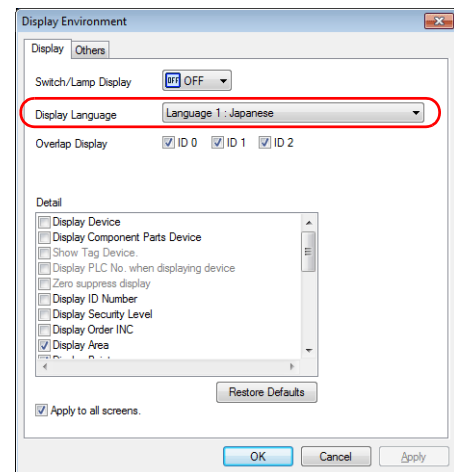 Display Environment
Display Others
Switch/Lamp Display OFF OFF
Display Language Language 1 : Japanese
Overlap Display ID 0 ID 1 ID 2
Detail
Display Device
Display Component Parts Device
Show Tag Device.
Display PLC No. when displaying device
Zero suppress display
Display ID Number
Display Security Level
Display Order INC
Display Area
Restore Defaults
Apply to all screens.
OK Cancel Apply